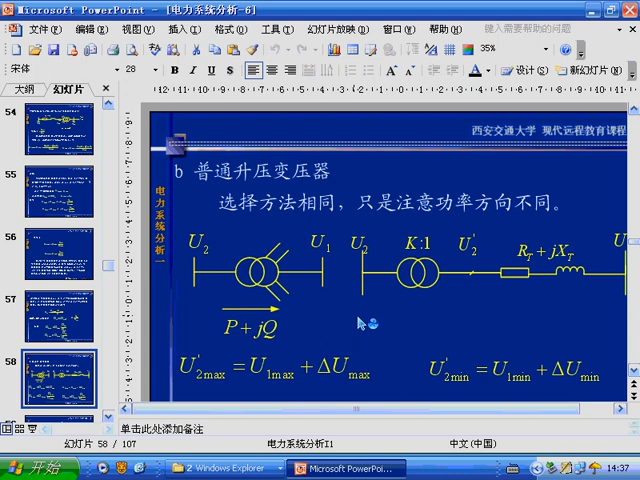 Microsoft PowerPoint - [电力系统分析-6]
文件(F) 编辑(E) 视图(V) 插入(I) 格式(O) 工具(T) 幻灯片放映(D) 窗口(W) 帮助(H) 键入需要帮助的问题
35%
宋体 28 B I U S A A A 设计(S) 新幻灯片(N)
大纲 幻灯片
54
55
56
57
58
西安交通大学 现代远程教育课程
电力系统分析一
b 普通升压变压器
选择方法相同，只是注意功率方向不同。
U₂ U₁ U₂ K:1 U₂' R_T + jX_T U
P + jQ
U₂'max = U₁max + ΔUmax U₂'min = U₁min + ΔUmin
单击此处添加备注
幻灯片 58 / 107 电力系统分析I1 中文(中国)
开始 2 Windows Explorer Microsoft PowerPoi... 14:37